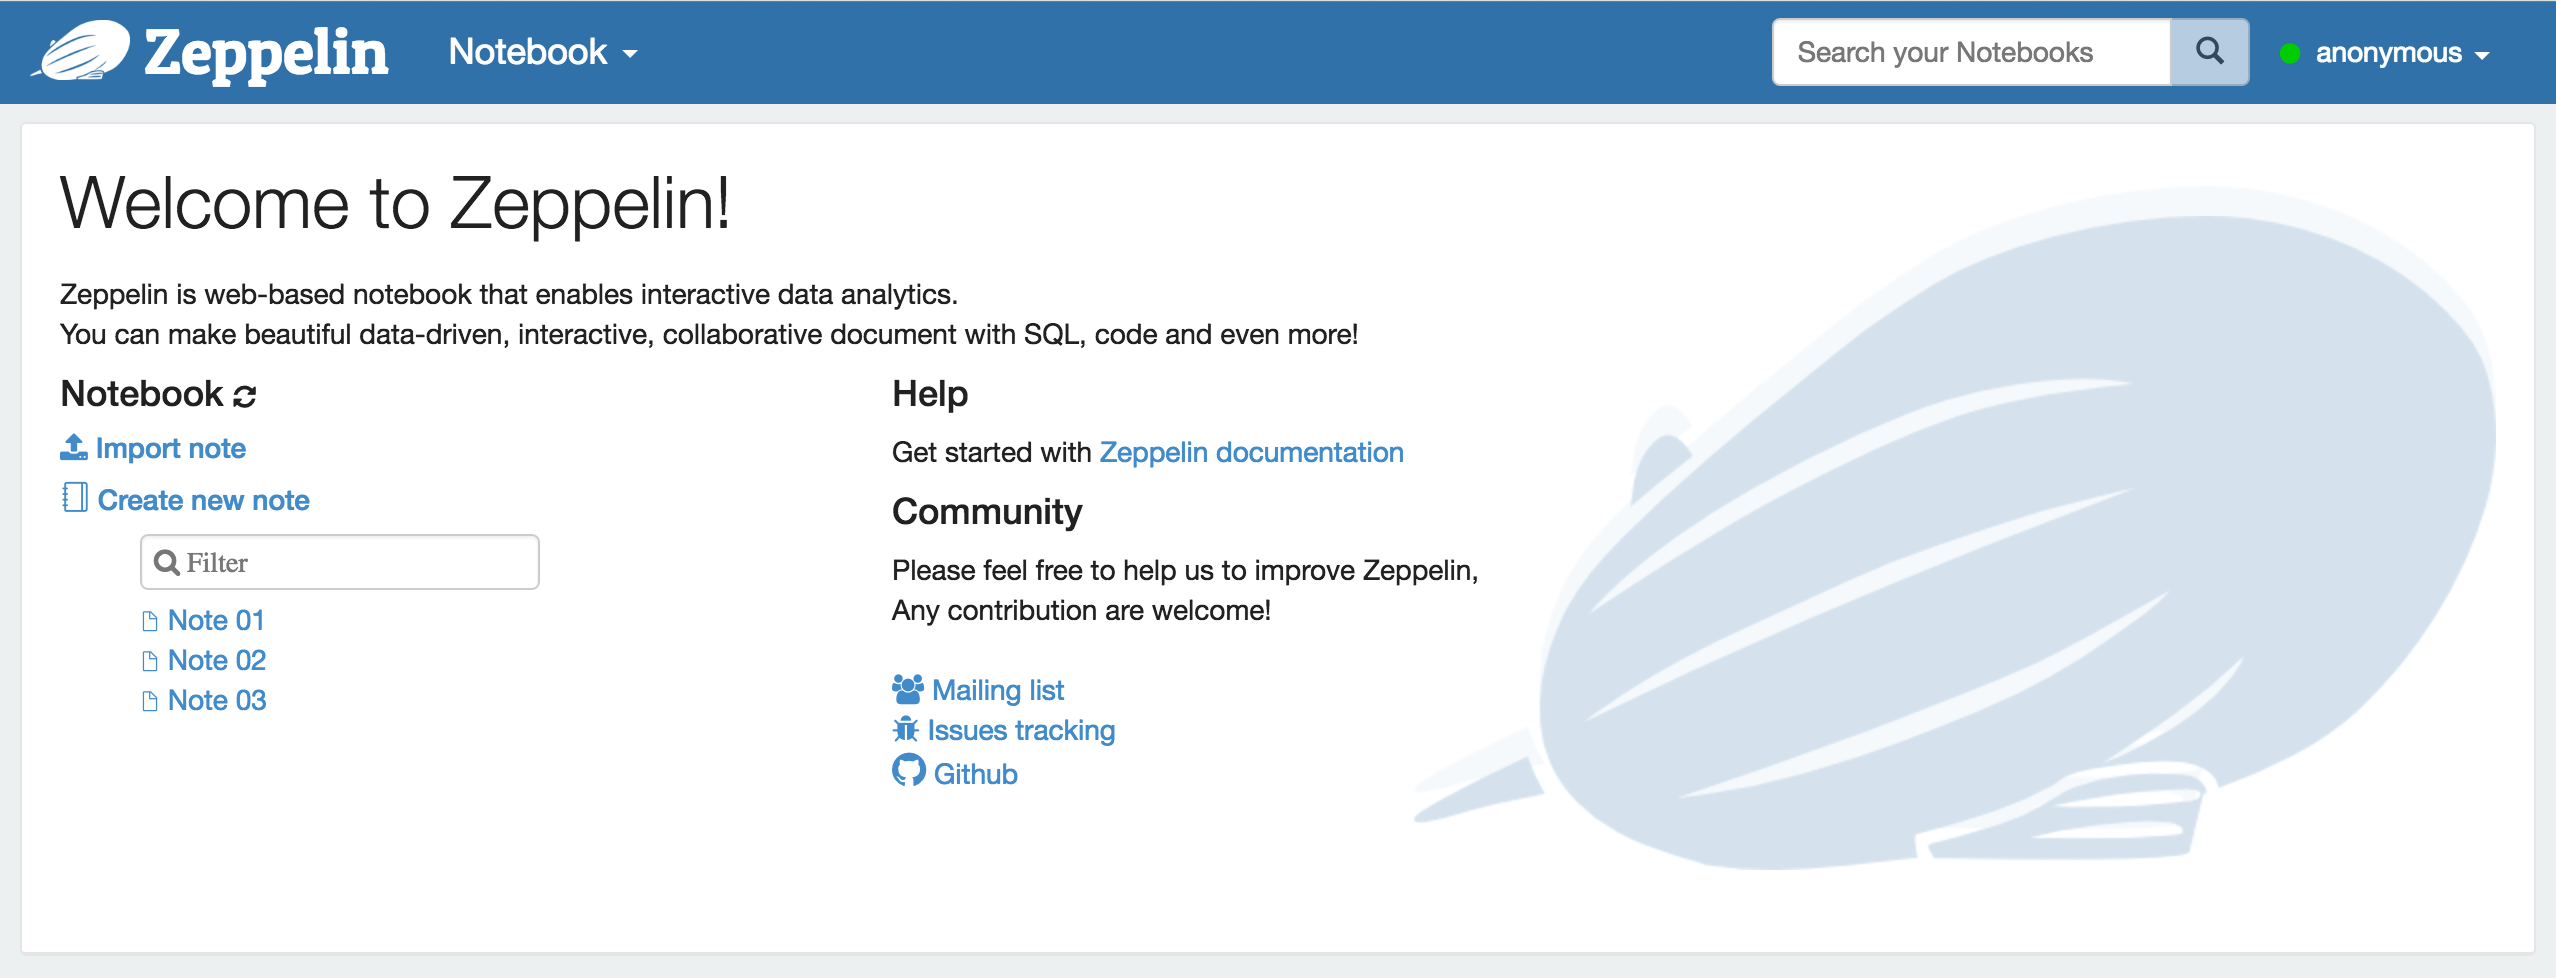 Zeppelin
Notebook
Search your Notebooks
anonymous
Welcome to Zeppelin!
Zeppelin is web-based notebook that enables interactive data analytics.
You can make beautiful data-driven, interactive, collaborative document with SQL, code and even more!
Notebook
Import note
Create new note
Filter
Note 01
Note 02
Note 03
Help
Get started with Zeppelin documentation
Community
Please feel free to help us to improve Zeppelin,
Any contribution are welcome!
Mailing list
Issues tracking
Github